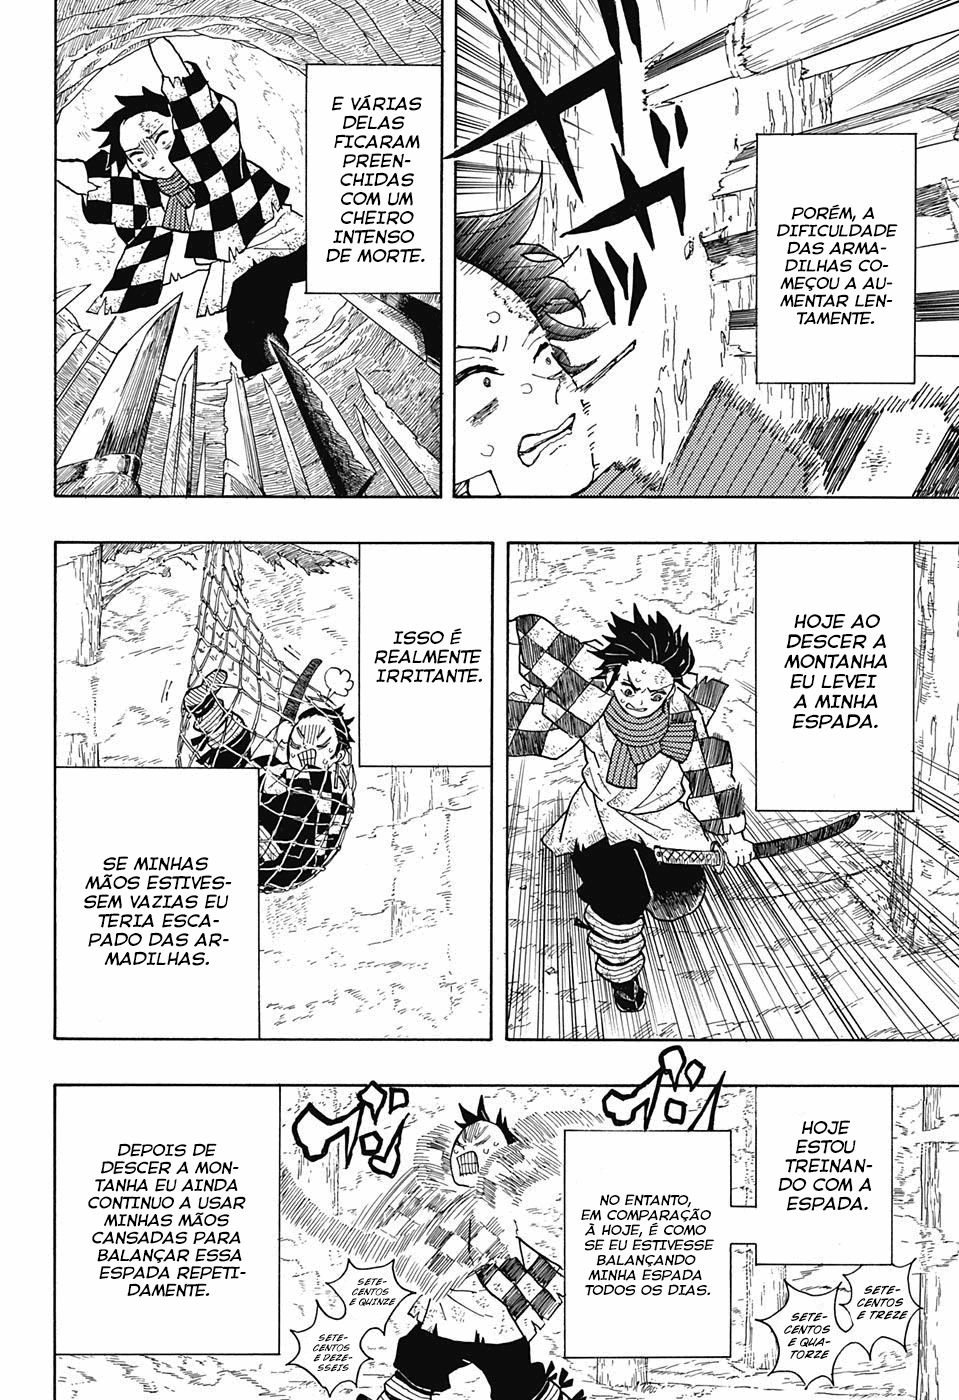 PORÉM, A
DIFICULDADE
DAS ARMA-
DILHAS CO-
MEÇOU A AU-
MENTAR LEN-
TAMENTE.
E VÁRIAS
DELAS
FICARAM
PREEN-
CHIDAS
COM UM
CHEIRO
INTENSO
DE MORTE.
HOJE AO
DESCER A
MONTANHA
EU LEVEI
A MINHA
ESPADA.
ISSO É
REALMENTE
IRRITANTE.
SE MINHAS
MÃOS ESTIVES-
SEM VAZIAS EU
TERIA ESCA-
PADO DAS AR-
MADILHAS.
HOJE
ESTOU
TREINAN-
DO COM A
ESPADA.
SETE-
CENTOS
E TREZE
SETE-
CENTOS
E QUA-
TORZE
NO ENTANTO,
EM COMPARAÇÃO
À HOJE, É COMO
SE EU ESTIVESSE
BALANÇANDO
MINHA ESPADA
TODOS OS DIAS.
SETE-
CENTOS
E QUINZE
SETE-
CENTOS
E DEZE-
SSEIS
DEPOIS DE
DESCER A MON-
TANHA EU AINDA
CONTINUO A USAR
MINHAS MÃOS
CANSADAS PARA
BALANÇAR ESSA
ESPADA REPETI-
DAMENTE.